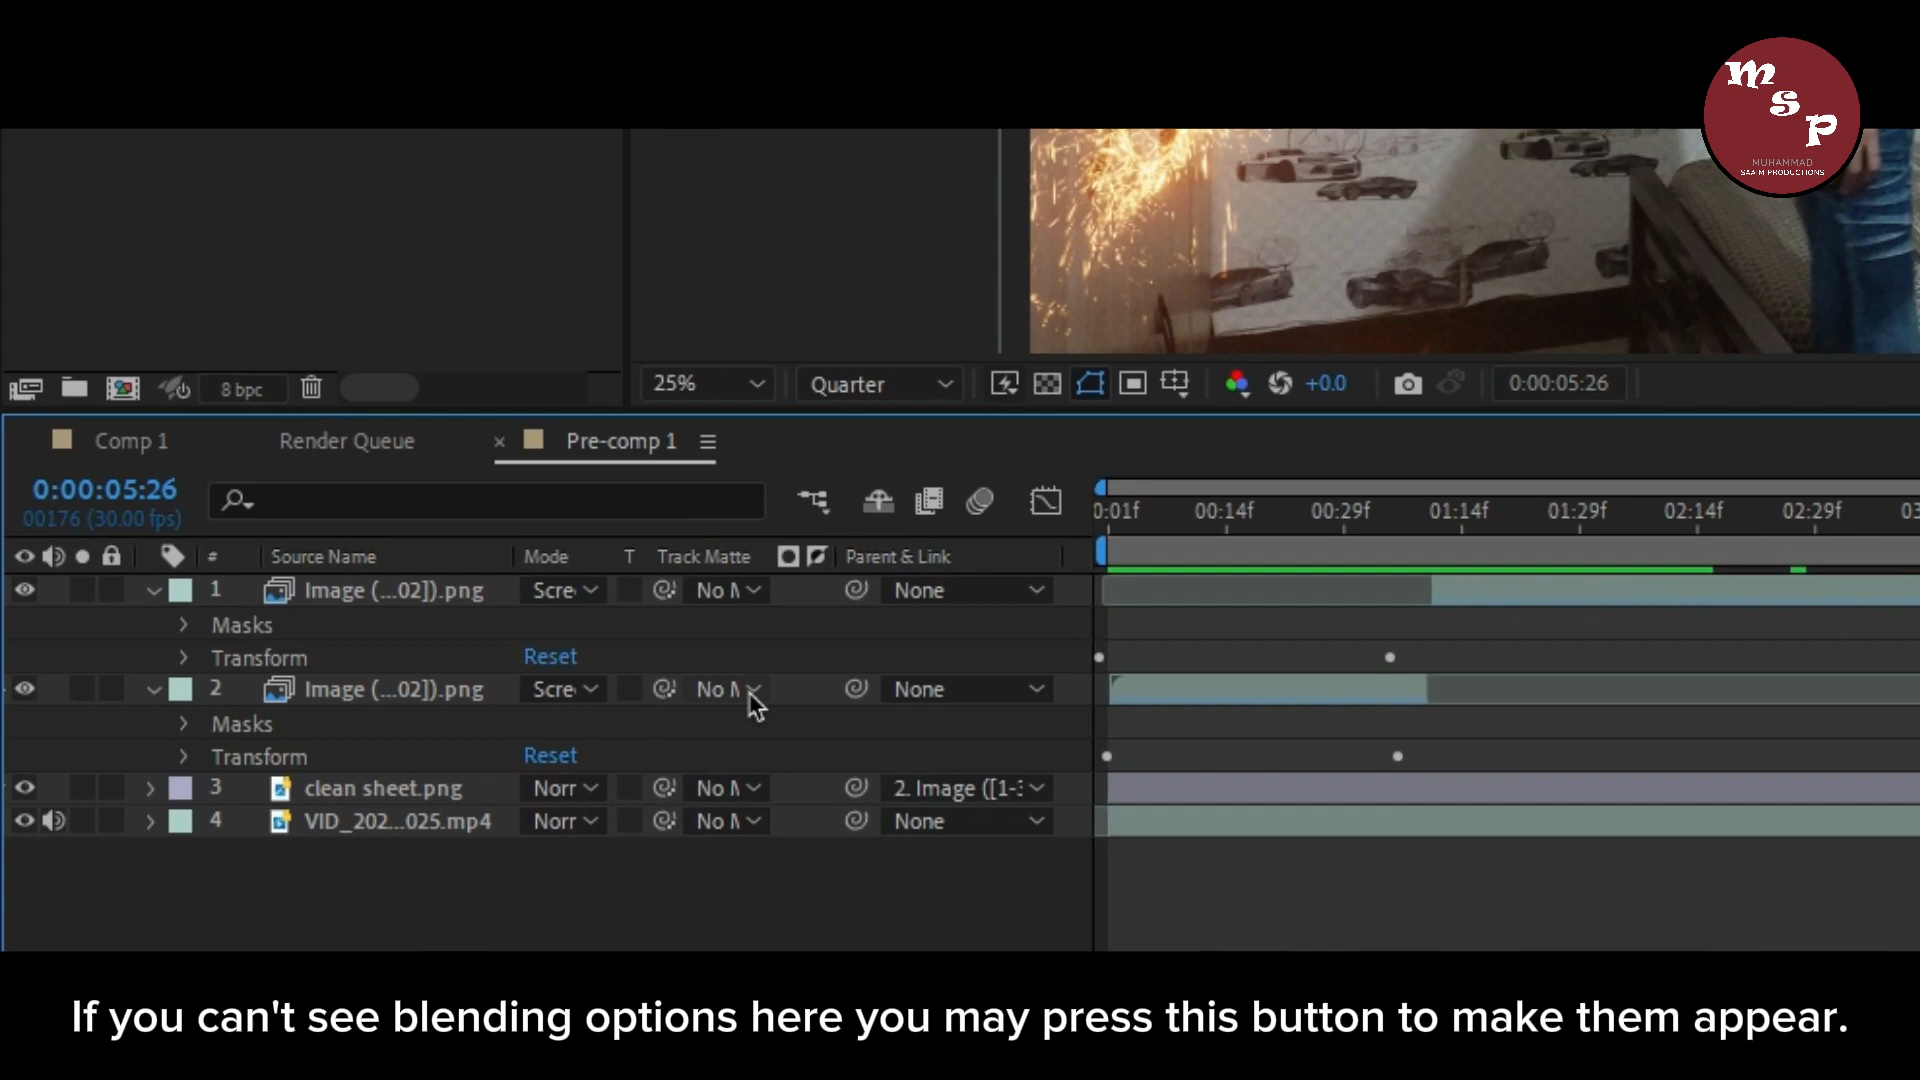 m
s
p
MUHAMMAD
SAAIM PRODUCTIONS
8 bpc
25%
Quarter
+0.0
0:00:05:26
Comp 1
Render Queue
Pre-comp 1
0:00:05:26
00176 (30.00 fps)
0:01f 00:14f 00:29f 01:14f 01:29f 02:14f 02:29f 03
# Source Name Mode T Track Matte Parent & Link
1 Image (...02]).png Scre No M None
Masks
Transform Reset
2 Image (...02]).png Scre No M None
Masks
Transform Reset
3 clean sheet.png Norr No M 2. Image ([1-3
4 VID_202...025.mp4 Norr No M None
If you can't see blending options here you may press this button to make them appear.